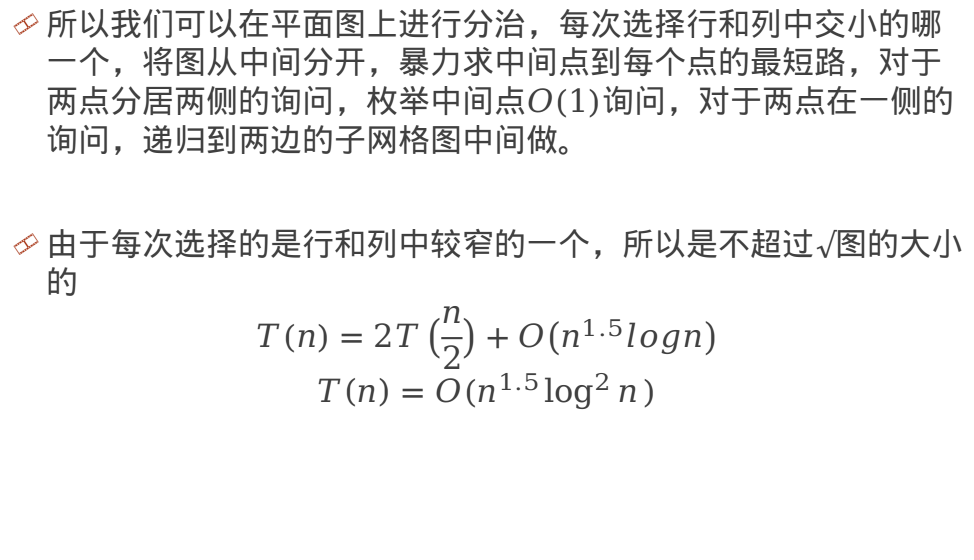 所以我们可以在平面图上进行分治，每次选择行和列中交小的哪
一个，将图从中间分开，暴力求中间点到每个点的最短路，对于
两点分居两侧的询问，枚举中间点O(1)询问，对于两点在一侧的
询问，递归到两边的子网格图中间做。
由于每次选择的是行和列中较窄的一个，所以是不超过√图的大小
的
T(n) = 2T(n/2) + O(n^1.5 logn)
T(n) = O(n^1.5 log^2 n)